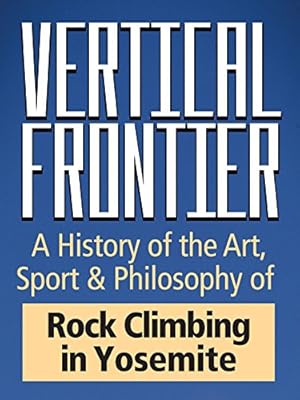 VERTICAL
FRONTIER
A History of the Art,
Sport & Philosophy of
Rock Climbing
in Yosemite